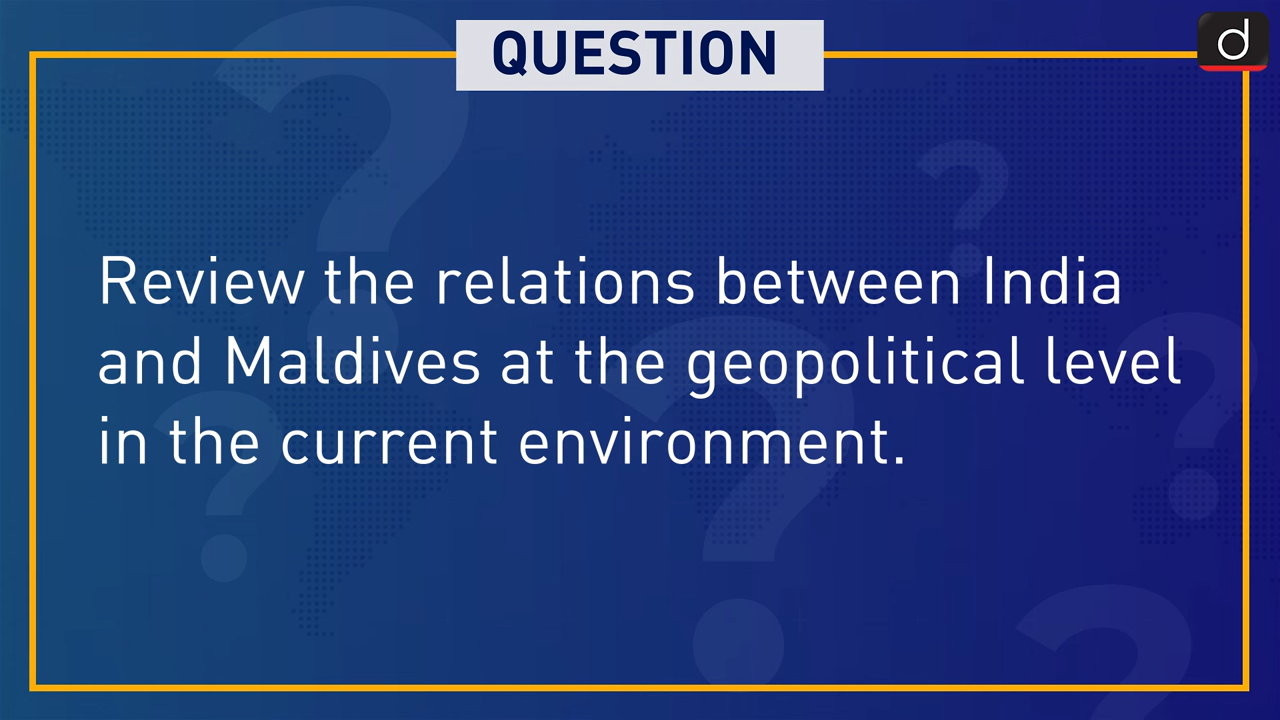 QUESTION
d
Review the relations between India
and Maldives at the geopolitical level
in the current environment.